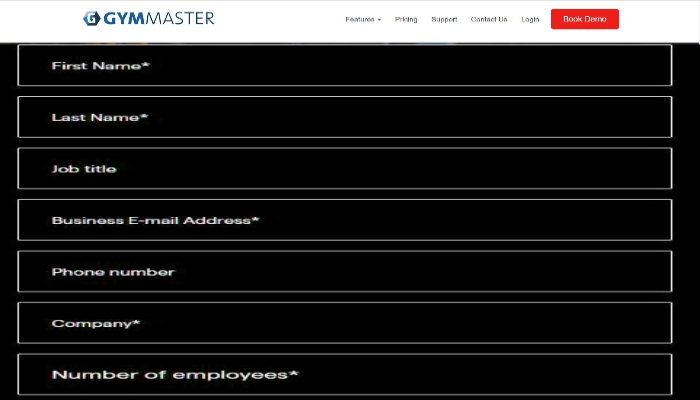 GYMMASTER
Features Pricing Support Contact Us Login Book Demo
First Name*
Last Name*
Job title
Business E-mail Address*
Phone number
Company*
Number of employees*